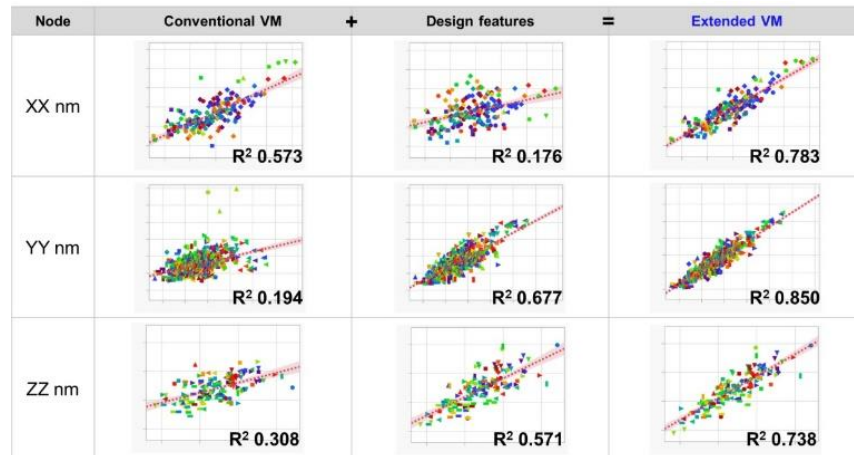 Node Conventional VM + Design features = Extended VM
XX nm
R² 0.573
R² 0.176
R² 0.783
YY nm
R² 0.194
R² 0.677
R² 0.850
ZZ nm
R² 0.308
R² 0.571
R² 0.738